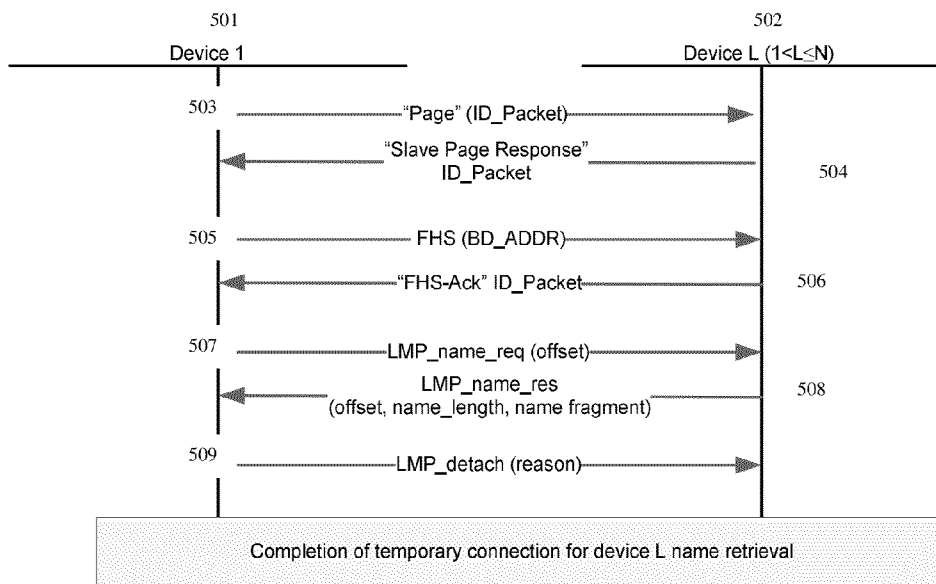 501
502
Device 1
Device L (1<L≤N)
503
“Page” (ID_Packet)
“Slave Page Response”
ID_Packet
504
505
FHS (BD_ADDR)
“FHS-Ack” ID_Packet
506
507
LMP_name_req (offset)
LMP_name_res
(offset, name_length, name fragment)
508
509
LMP_detach (reason)
Completion of temporary connection for device L name retrieval